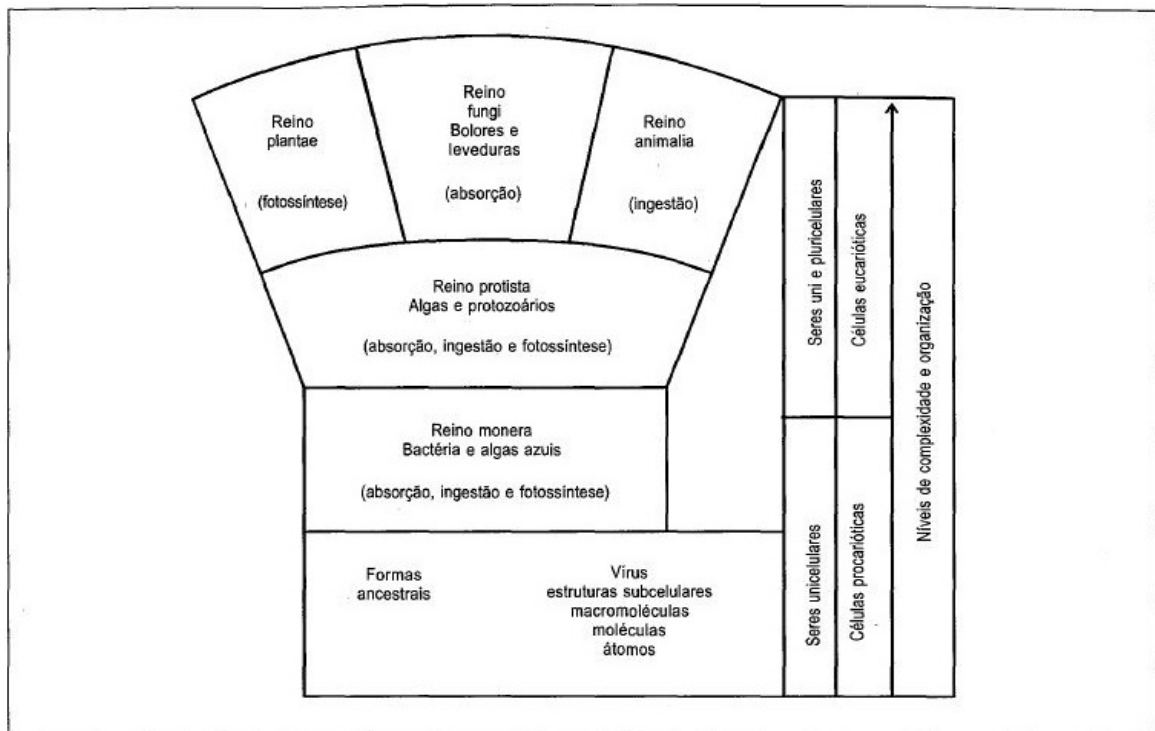 Reino
plantae
(fotossíntese)
Reino
fungi
Bolores e
leveduras
(absorção)
Reino
animalia
(ingestão)
Reino protista
Algas e protozoários
(absorção, ingestão e fotossíntese)
Reino monera
Bactéria e algas azuis
(absorção, ingestão e fotossíntese)
Formas
ancestrais
Vírus
estruturas subcelulares
macromoléculas
moléculas
átomos
Seres uni e pluricelulares
Células eucarióticas
Seres unicelulares
Células procarióticas
Níveis de complexidade e organização